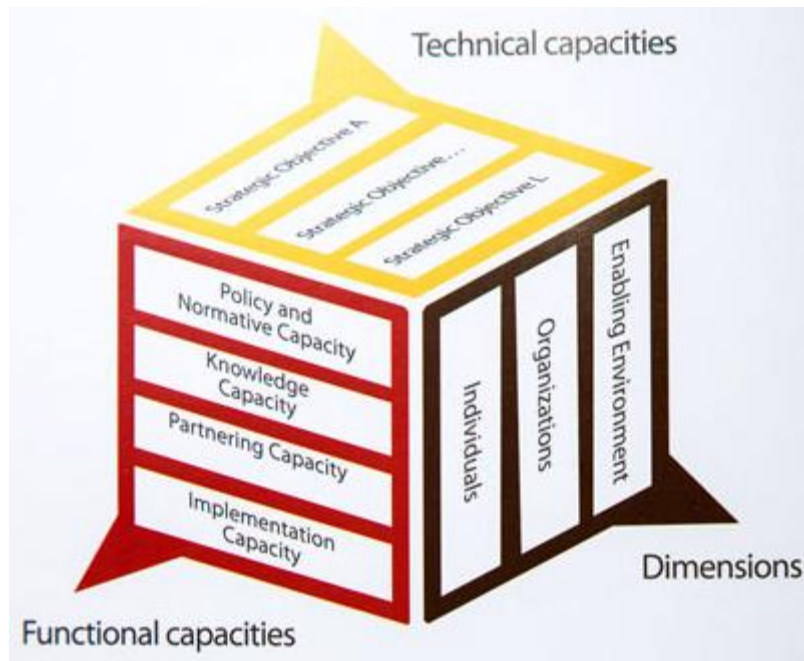 Technical capacities
Strategic Objective A
Strategic Objective ...
Strategic Objective L
Policy and
Normative Capacity
Knowledge
Capacity
Partnering Capacity
Implementation
Capacity
Individuals
Organizations
Enabling Environment
Dimensions
Functional capacities